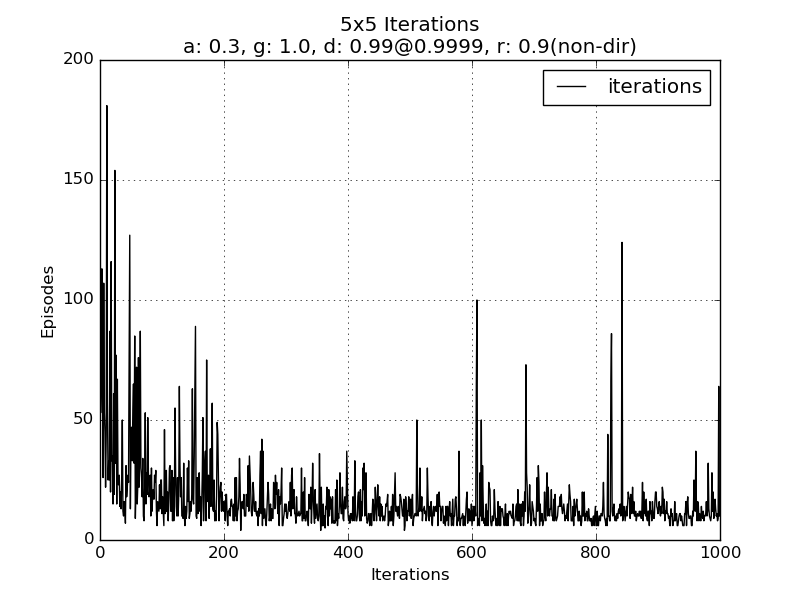 5x5 Iterations
a: 0.3, g: 1.0, d: 0.99@0.9999, r: 0.9(non-dir)
200
iterations
150
Episodes
100
50
0
0 200 400 600 800 1000
Iterations